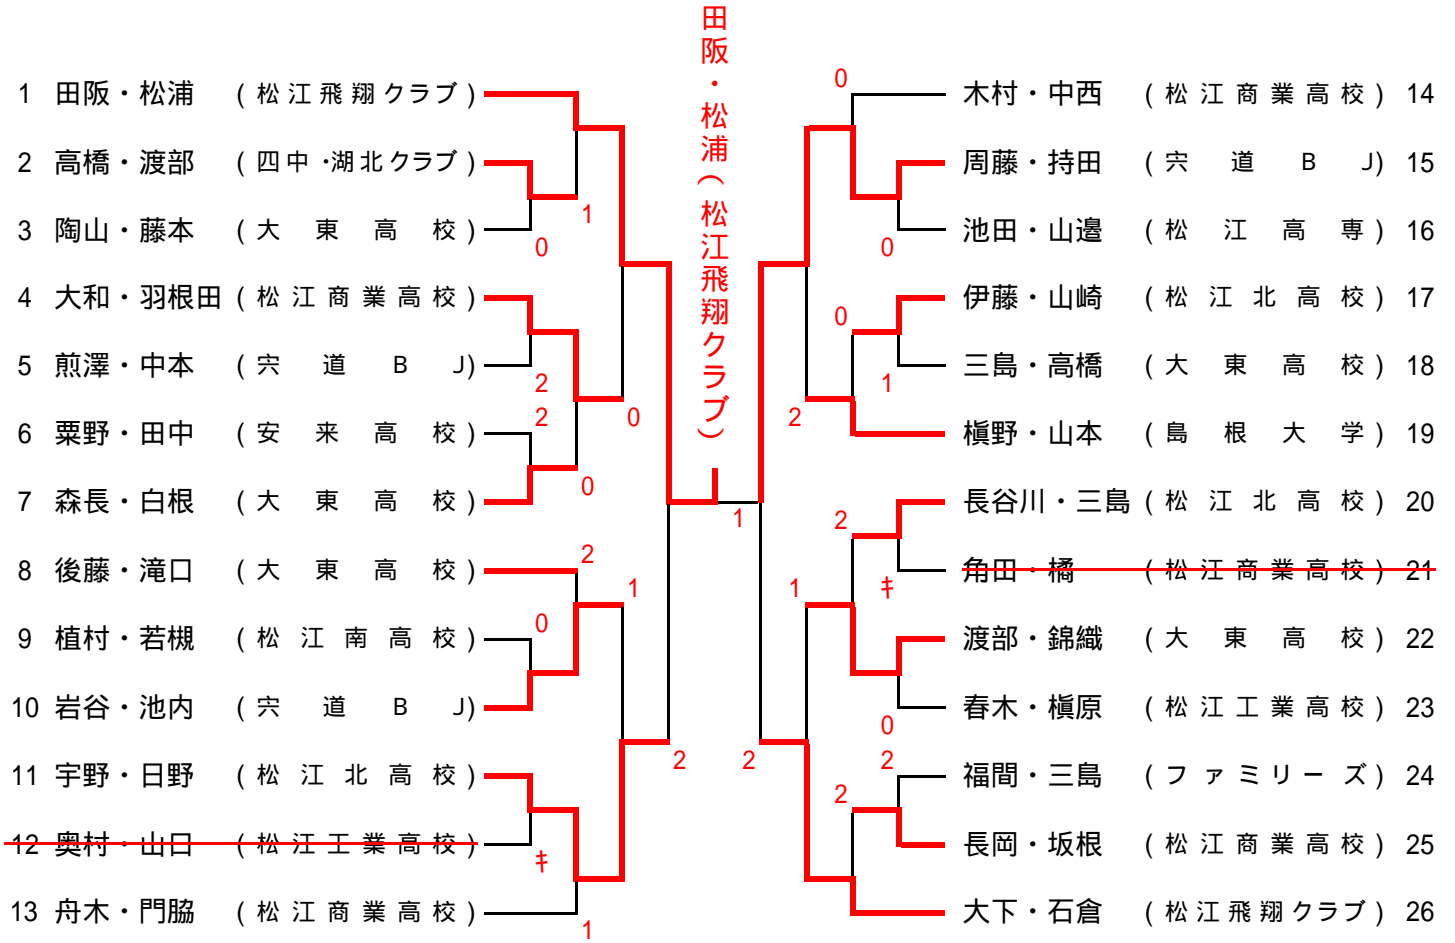 田阪・松浦(松江飛翔クラブ)
1 田阪・松浦 (松江飛翔クラブ)
2 高橋・渡部 (四中・湖北クラブ)
3 陶山・藤本 (大東高校)
4 大和・羽根田 (松江商業高校)
5 煎澤・中本 (宍道BJ)
6 粟野・田中 (安来高校)
7 森長・白根 (大東高校)
8 後藤・滝口 (大東高校)
9 植村・若槻 (松江南高校)
10 岩谷・池内 (宍道BJ)
11 宇野・日野 (松江北高校)
12 奥村・山口 (松江工業高校)
13 舟木・門脇 (松江商業高校)
1
0
2
2
0
0
2
1
0
2
キ
1
1
木村・中西 (松江商業高校) 14
周藤・持田 (宍道BJ) 15
池田・山邉 (松江高専) 16
伊藤・山崎 (松江北高校) 17
三島・高橋 (大東高校) 18
槇野・山本 (島根大学) 19
長谷川・三島 (松江北高校) 20
角田・橘 (松江商業高校) 21
渡部・錦織 (大東高校) 22
春木・槇原 (松江工業高校) 23
福間・三島 (ファミリーズ) 24
長岡・坂根 (松江商業高校) 25
大下・石倉 (松江飛翔クラブ) 26
0
0
0
1
2
2
キ
1
0
2
2
2